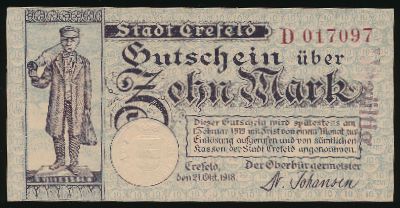 Stadt Crefeld
D 017097
Gutschein über
Zehn Mark
Dieser Gutschein wird spätestens am
1. Februar 1919 mit Frist von einem Monat zur
Einlösung aufgerufen und von sämtlichen
Kassen der Stadt Crefeld angenommen.
Crefeld,
den 21. Okt. 1918.
Der Oberbürgermeister
Dr. Johansen